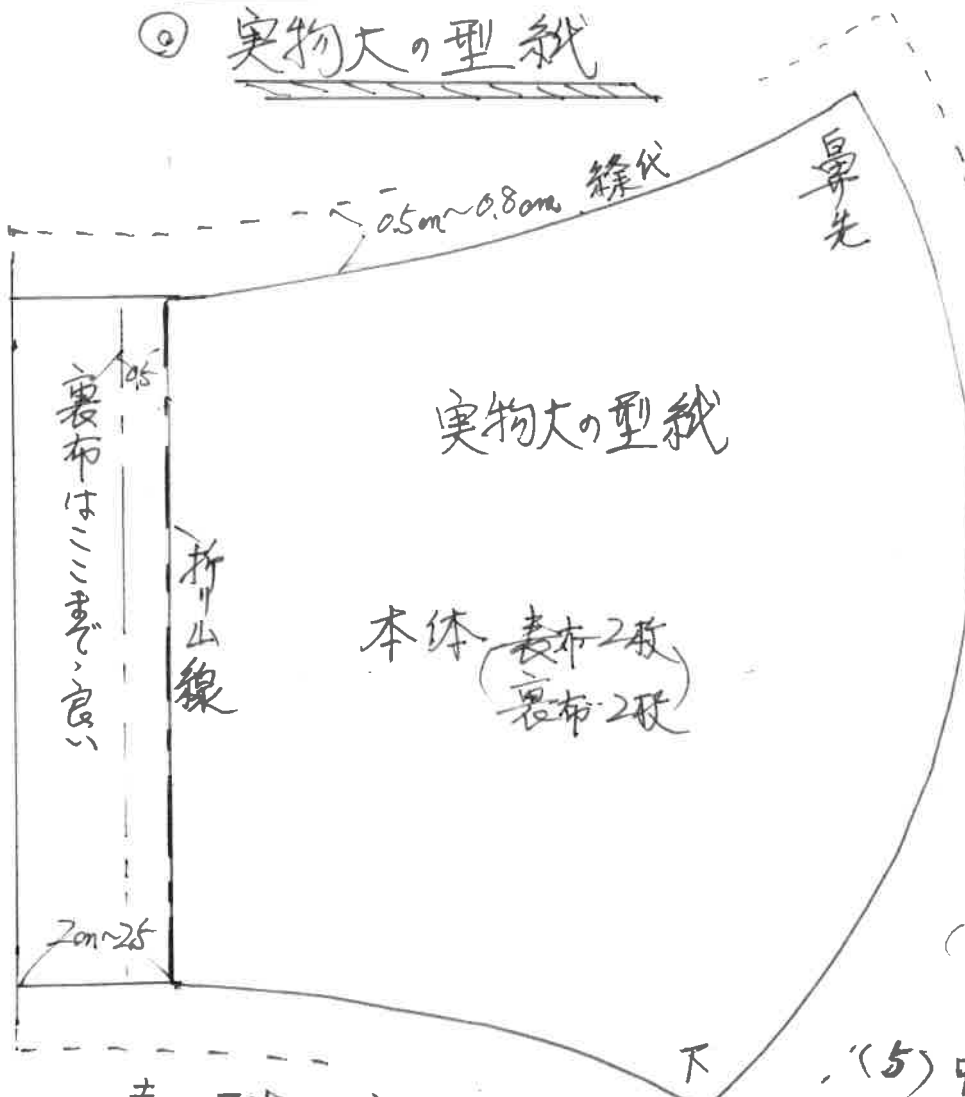 ◎ 実物大の型紙
縫代
0.5cm~0.8cm
鼻先
0.5
裏布はここまで良い
折り山線
実物大の型紙
本体 (表布2枚
裏布2枚)
2cm~2.5
下
(5)